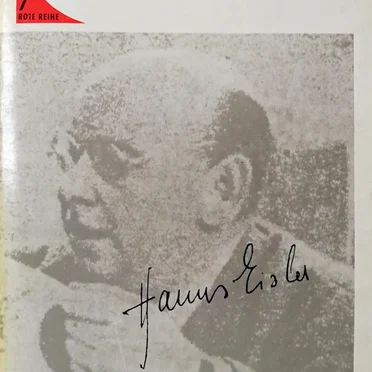 ROTE REIHE
Hanns Eisler